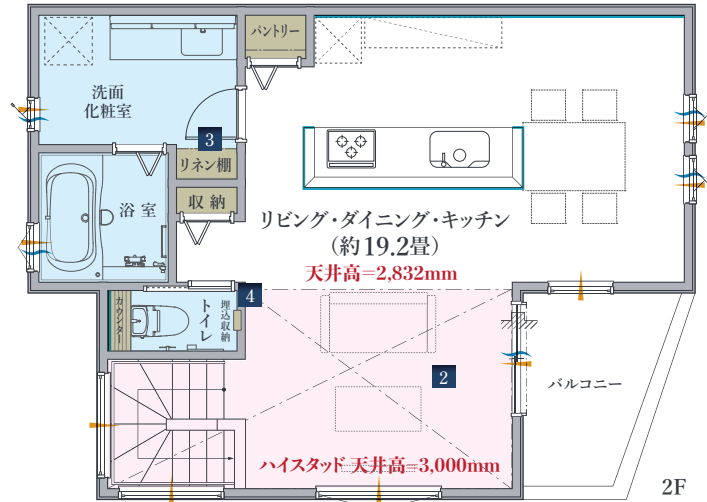 パントリー
洗面
化粧室
3
リネン棚
収納
浴室
リビング・ダイニング・キッチン
(約19.2畳)
天井高=2,832mm
4
カウンター
トイレ
埋込収納
2
バルコニー
ハイスタッド 天井高=3,000mm
2F